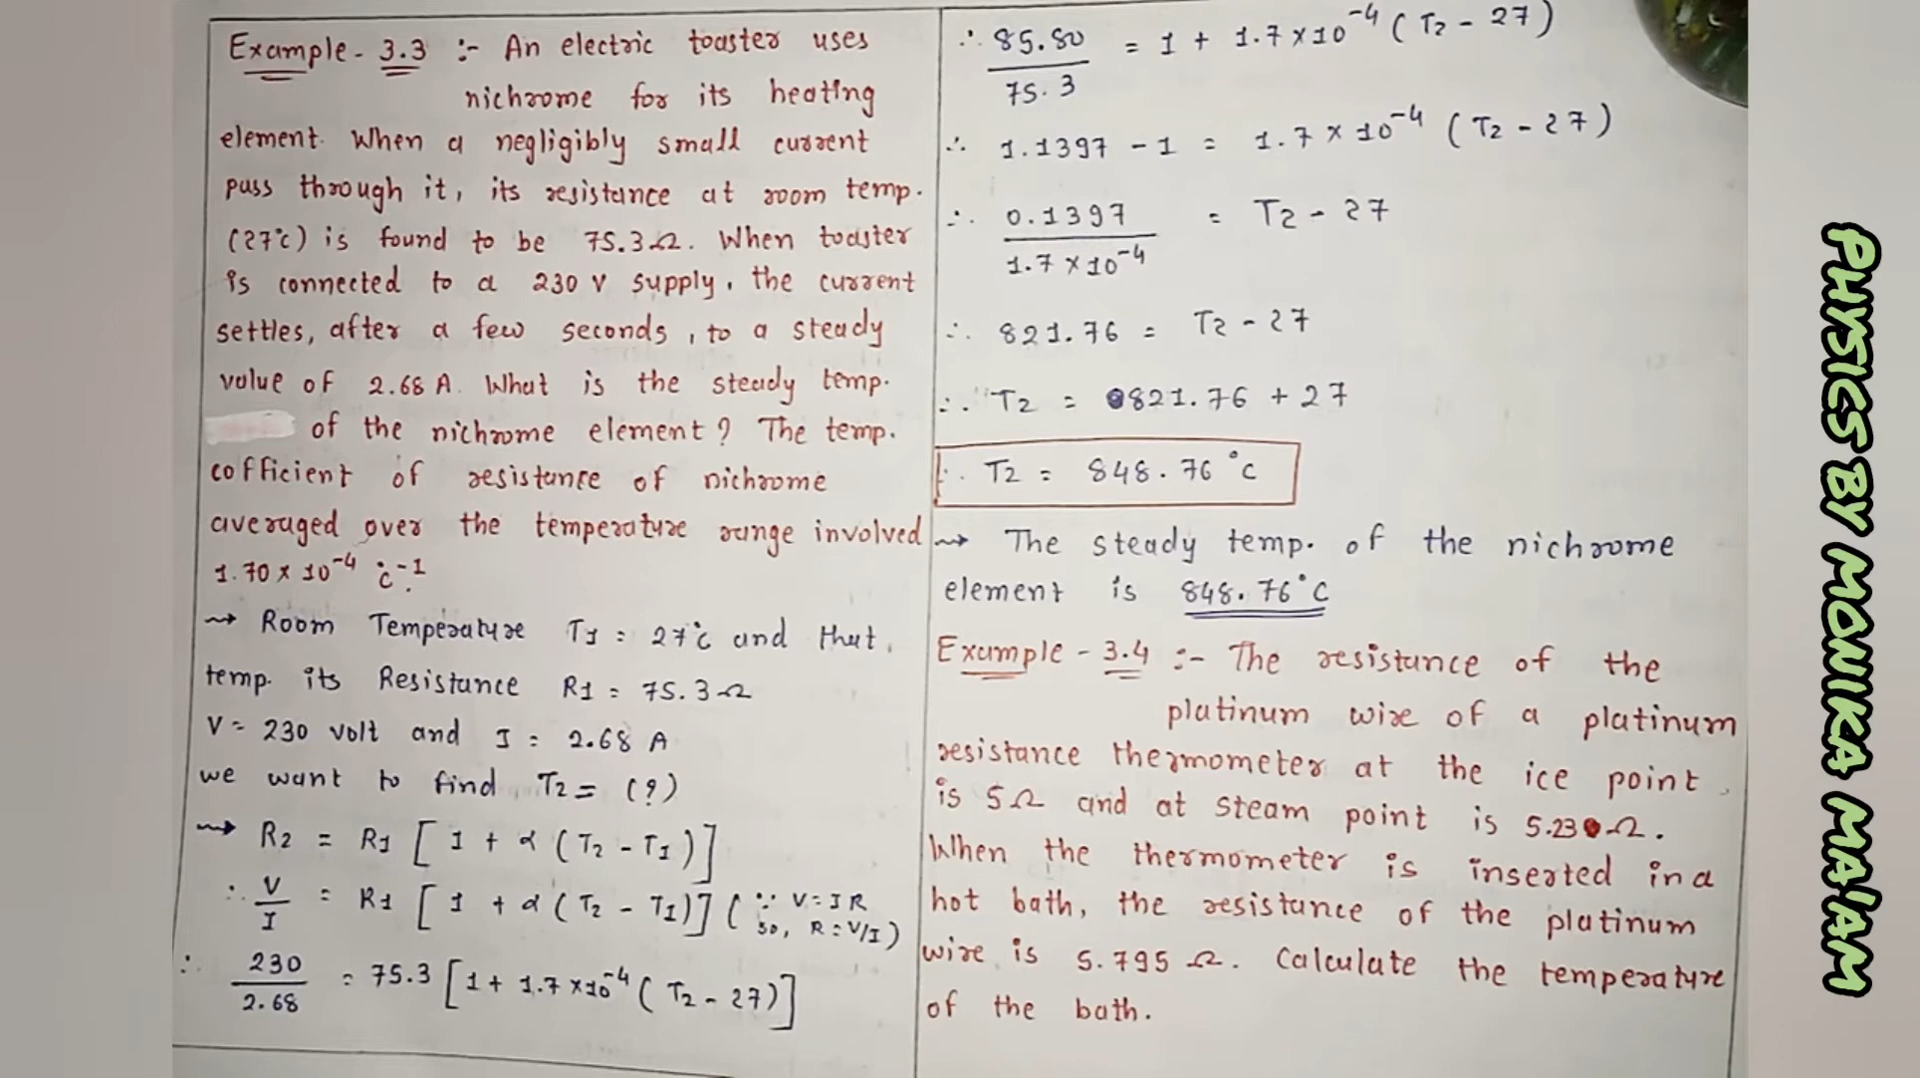 Example - 3.3 :- An electric toaster uses
nichrome for its heating
element. When a negligibly small current
pass through it, its resistance at room temp.
(27°c) is found to be 75.3Ω. When toaster
is connected to a 230 V supply, the current
settles, after a few seconds, to a steady
value of 2.68 A. What is the steady temp.
of the nichrome element? The temp.
cofficient of resistance of nichrome
averaged over the temperature range involved
1.70 × 10⁻⁴ °c⁻¹.
⇝ Room Temperature T1 = 27°c and that,
temp. its Resistance R1 = 75.3 Ω
V = 230 volt and I = 2.68 A
we want to find T2 = (?)
⇝ R2 = R1 [ 1 + α ( T2 - T1 ) ]
∴ V/I = R1 [ 1 + α ( T2 - T1 ) ] ( ∵ V = IR
so, R = V/I )
∴ 230/2.68 = 75.3 [ 1 + 1.7 × 10⁻⁴ ( T2 - 27 ) ]
∴ 85.80/75.3 = 1 + 1.7 × 10⁻⁴ ( T2 - 27 )
∴ 1.1397 - 1 = 1.7 × 10⁻⁴ ( T2 - 27 )
∴ 0.1397/1.7 × 10⁻⁴ = T2 - 27
∴ 821.76 = T2 - 27
∴ T2 = 821.76 + 27
∴ T2 = 848.76 °c
⇝ The steady temp. of the nichrome
element is 848.76°C
Example - 3.4 :- The resistance of the
platinum wire of a platinum
resistance thermometer at the ice point
is 5Ω and at steam point is 5.23 Ω.
When the thermometer is inserted in a
hot bath, the resistance of the platinum
wire is 5.795 Ω. Calculate the temperature
of the bath.
PHYSICS BY MONIKA MA'AM